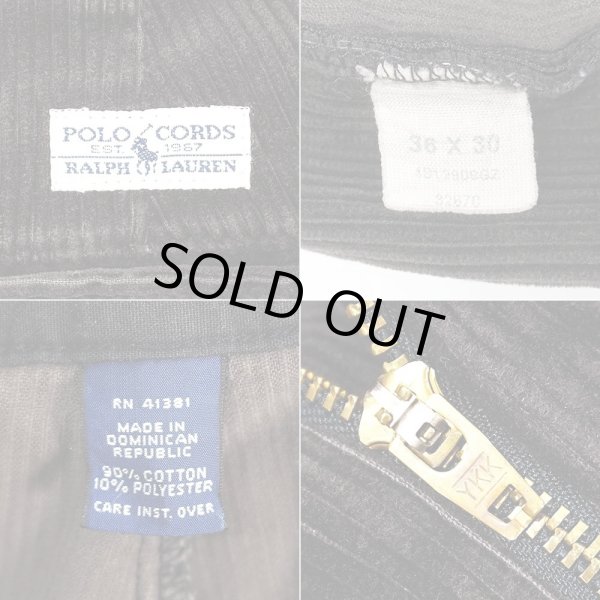 POLO CORDS
EST. 1967
RALPH LAUREN
36 X 30
SOLD OUT
RN 41381
MADE IN
DOMINICAN
REPUBLIC
90% COTTON
10% POLYESTER
CARE INST. OVER
YKK